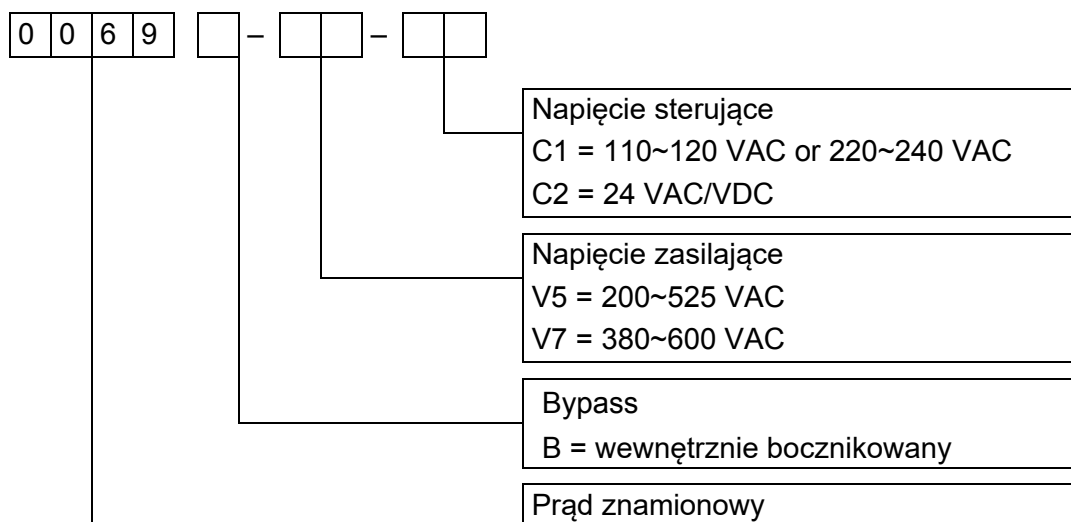 0 0 6 9 – –
Napięcie sterujące
C1 = 110~120 VAC or 220~240 VAC
C2 = 24 VAC/VDC
Napięcie zasilające
V5 = 200~525 VAC
V7 = 380~600 VAC
Bypass
B = wewnętrznie bocznikowany
Prąd znamionowy